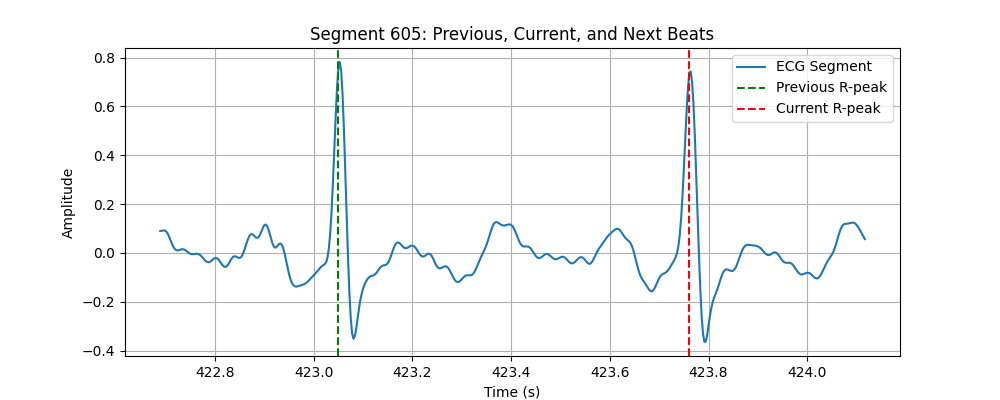 Segment 605: Previous, Current, and Next Beats
ECG Segment
Previous R-peak
Current R-peak
Amplitude
0.8
0.6
0.4
0.2
0.0
−0.2
−0.4
422.8 423.0 423.2 423.4 423.6 423.8 424.0
Time (s)